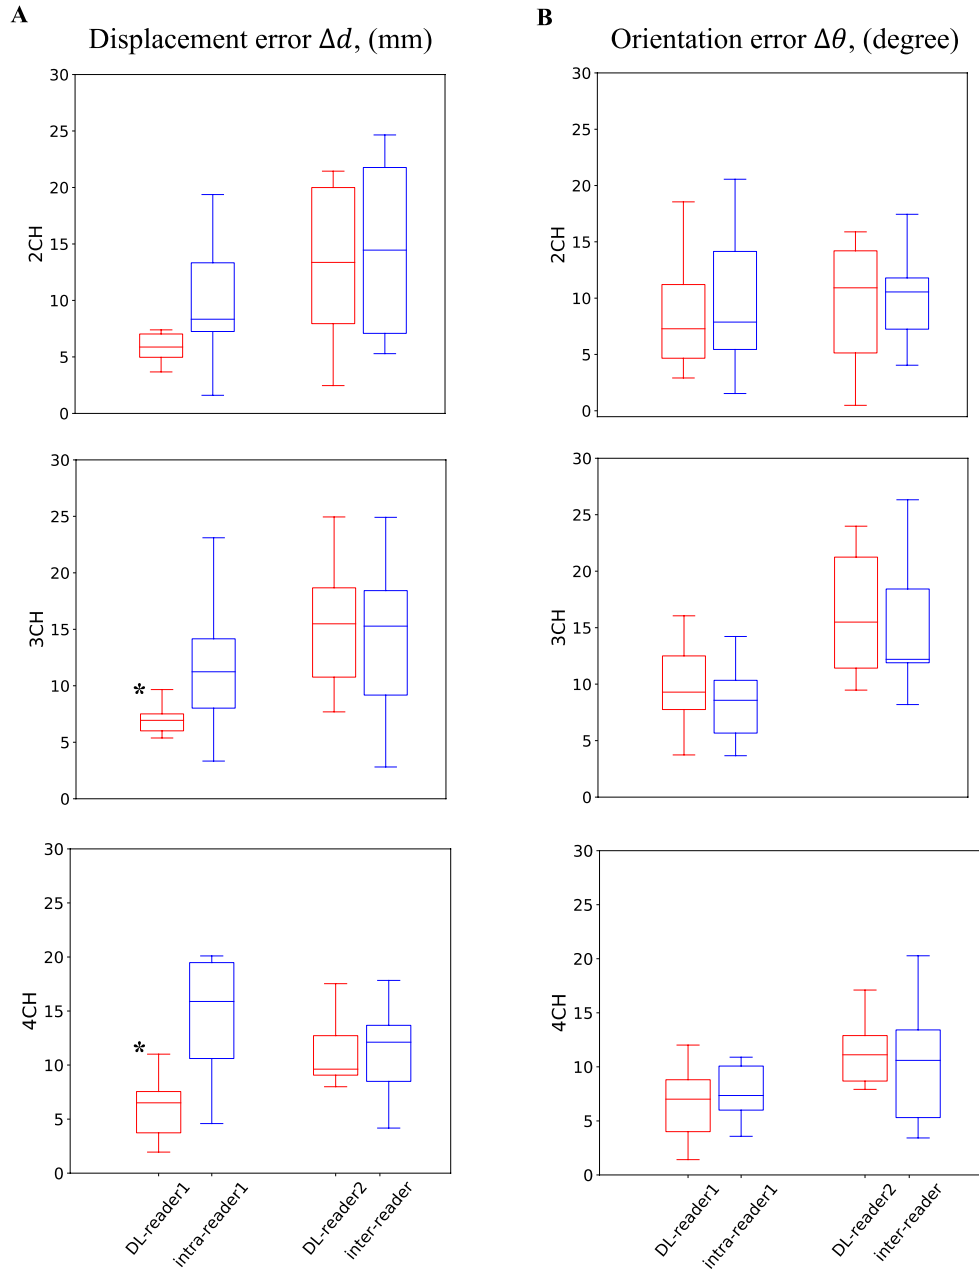 A
B
Displacement error Δd, (mm)
Orientation error Δθ, (degree)
30
25
20
15
10
5
0
2CH
30
25
20
15
10
5
0
2CH
30
25
20
15
10
5
0
3CH
*
30
25
20
15
10
5
0
3CH
30
25
20
15
10
5
0
4CH
*
DL-reader1
intra-reader1
DL-reader2
inter-reader
30
25
20
15
10
5
0
4CH
DL-reader1
intra-reader1
DL-reader2
inter-reader